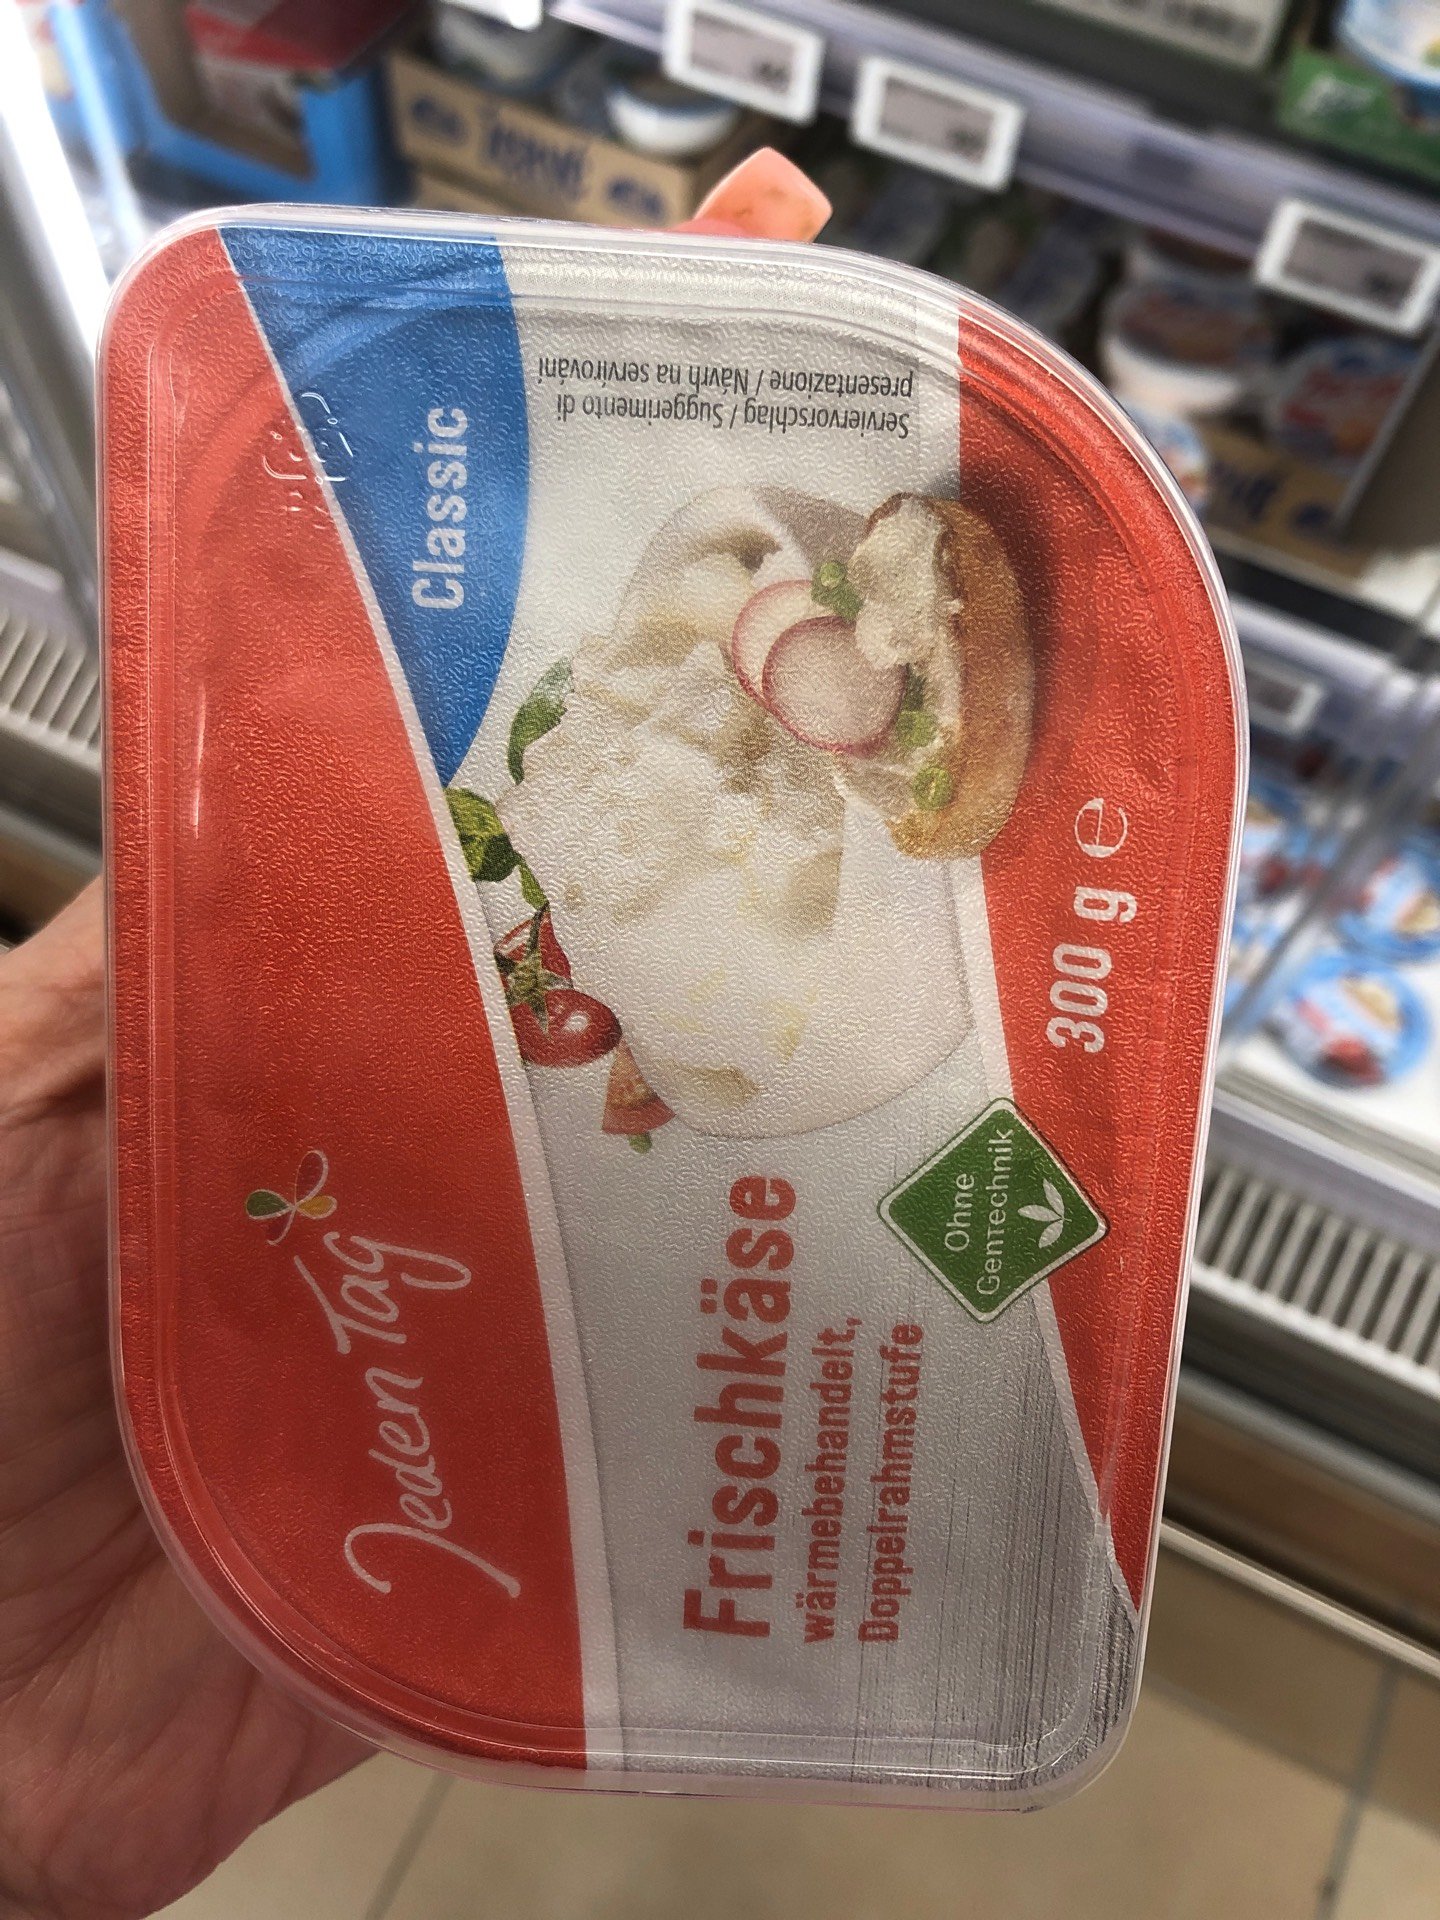 Jeden Tag
Classic
Frischkäse
wärmebehandelt,
Doppelrahmstufe
Ohne
GenTechnik
300 g ℮
Serviervorschlag / Suggerimento di
presentazione / Návrh na servírování